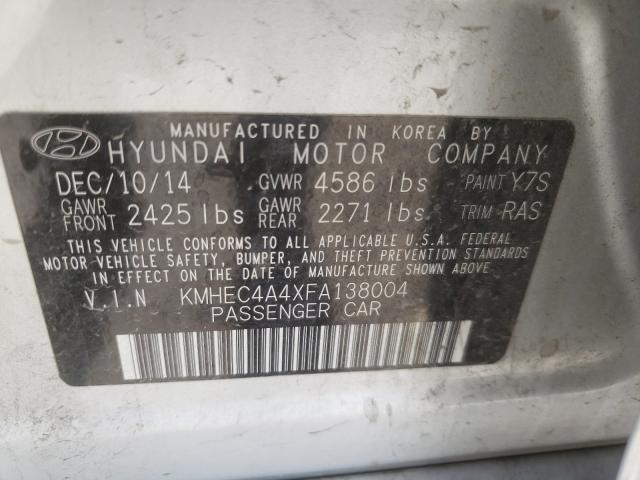 MANUFACTURED IN KOREA BY
HYUNDAI MOTOR COMPANY
DEC/10/14 GVWR 4586 lbs PAINT Y7S
GAWR FRONT 2425 lbs GAWR REAR 2271 lbs. TRIM RAS
THIS VEHICLE CONFORMS TO ALL APPLICABLE U.S.A. FEDERAL
MOTOR VEHICLE SAFETY, BUMPER, AND THEFT PREVENTION STANDARDS
IN EFFECT ON THE DATE OF MANUFACTURE SHOWN ABOVE.
V.I.N KMHEC4A4XFA138004
PASSENGER CAR